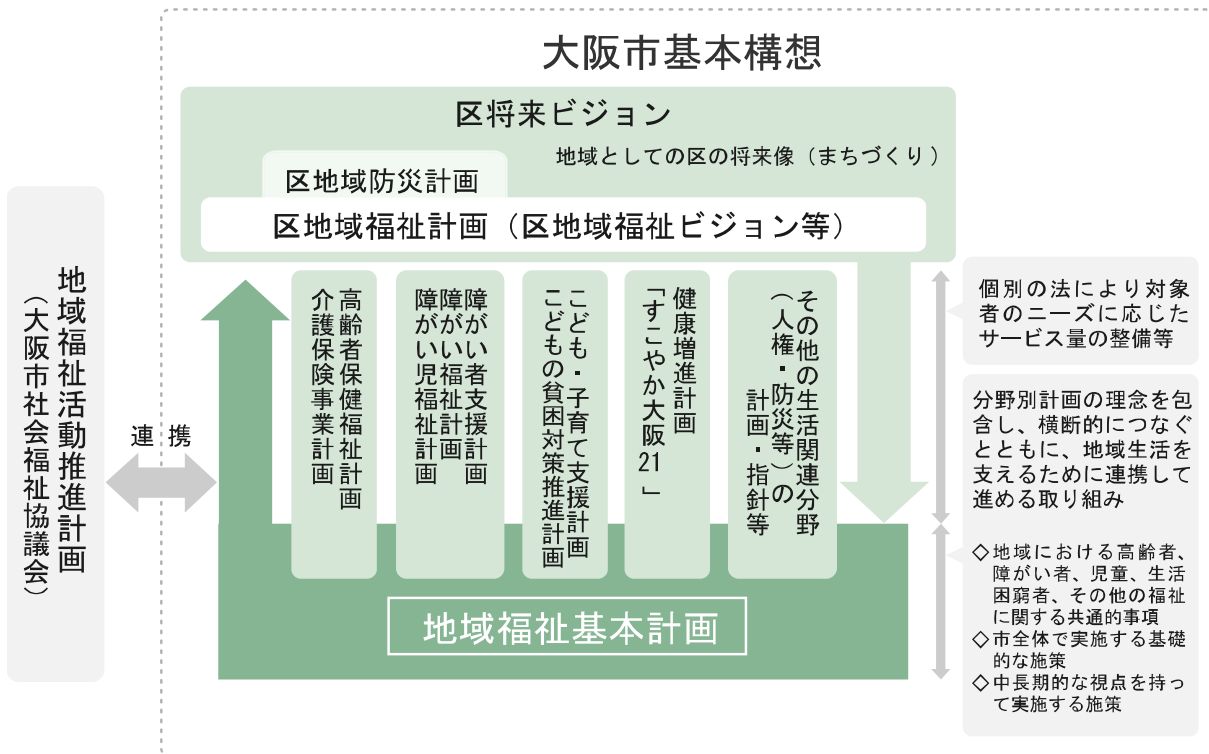 大阪市基本構想
区将来ビジョン
地域としての区の将来像（まちづくり）
区地域防災計画
区地域福祉計画（区地域福祉ビジョン等）
地域福祉活動推進計画
（大阪市社会福祉協議会）
連携
高齢者保健福祉計画
介護保険事業計画
障がい者支援計画
障がい福祉計画
障がい児福祉計画
こども・子育て支援計画
こどもの貧困対策推進計画
健康増進計画
「すこやか大阪21」
その他の生活関連分野
（人権・防災等）の
計画・指針等
地域福祉基本計画
個別の法により対象
者のニーズに応じた
サービス量の整備等
分野別計画の理念を包
含し、横断的につなぐ
とともに、地域生活を
支えるために連携して
進める取り組み
◇地域における高齢者、
障がい者、児童、生活
困窮者、その他の福祉
に関する共通的事項
◇市全体で実施する基礎
的な施策
◇中長期的な視点を持っ
て実施する施策